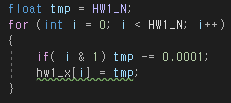 float tmp = HW1_N;
for (int i = 0; i < HW1_N; i++)
{
if( i & 1) tmp -= 0.0001;
hw1_x[i] = tmp;
}